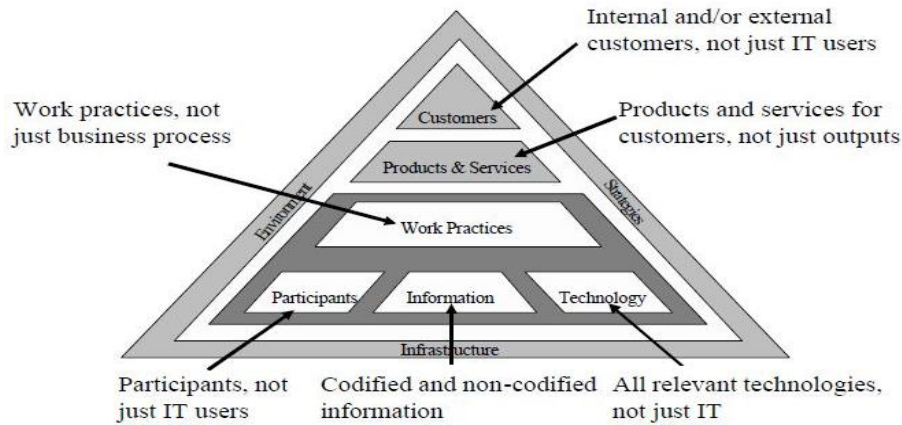 Internal and/or external
customers, not just IT users
Work practices, not
just business process
Products and services for
customers, not just outputs
Customers
Products & Services
Environment
Strategies
Work Practices
Participants
Information
Technology
Infrastructure
Participants, not
just IT users
Codified and non-codified
information
All relevant technologies,
not just IT